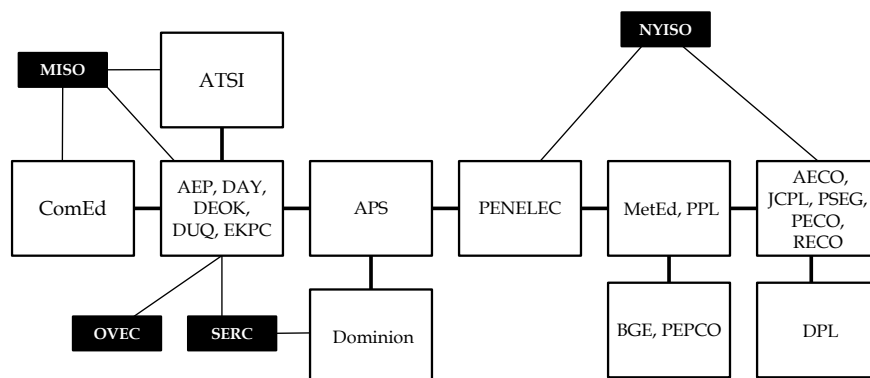 NYISO
MISO
ATSI
ComEd
AEP, DAY,
DEOK,
DUQ, EKPC
APS
PENELEC
MetEd, PPL
AECO,
JCPL, PSEG,
PECO,
RECO
OVEC
SERC
Dominion
BGE, PEPCO
DPL